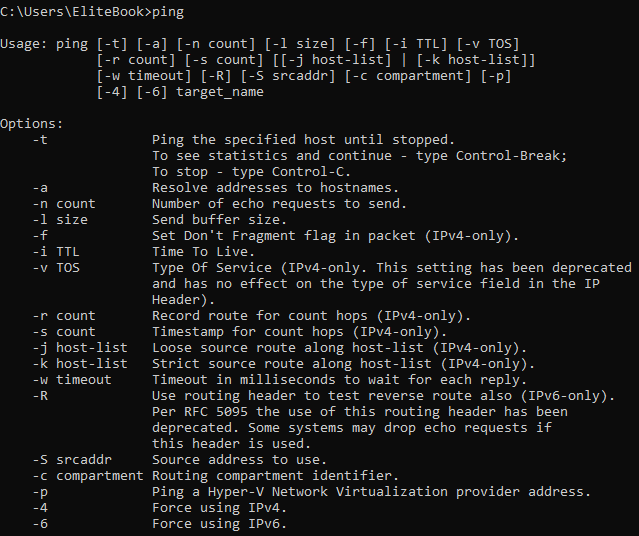 C:\Users\EliteBook>ping
Usage: ping [-t] [-a] [-n count] [-l size] [-f] [-i TTL] [-v TOS]
            [-r count] [-s count] [[-j host-list] | [-k host-list]]
            [-w timeout] [-R] [-S srcaddr] [-c compartment] [-p]
            [-4] [-6] target_name
Options:
    -t             Ping the specified host until stopped.
                   To see statistics and continue - type Control-Break;
                   To stop - type Control-C.
    -a             Resolve addresses to hostnames.
    -n count       Number of echo requests to send.
    -l size        Send buffer size.
    -f             Set Don't Fragment flag in packet (IPv4-only).
    -i TTL         Time To Live.
    -v TOS         Type Of Service (IPv4-only. This setting has been deprecated
                   and has no effect on the type of service field in the IP
                   Header).
    -r count       Record route for count hops (IPv4-only).
    -s count       Timestamp for count hops (IPv4-only).
    -j host-list   Loose source route along host-list (IPv4-only).
    -k host-list   Strict source route along host-list (IPv4-only).
    -w timeout     Timeout in milliseconds to wait for each reply.
    -R             Use routing header to test reverse route also (IPv6-only).
                   Per RFC 5095 the use of this routing header has been
                   deprecated. Some systems may drop echo requests if
                   this header is used.
    -S srcaddr     Source address to use.
    -c compartment Routing compartment identifier.
    -p             Ping a Hyper-V Network Virtualization provider address.
    -4             Force using IPv4.
    -6             Force using IPv6.